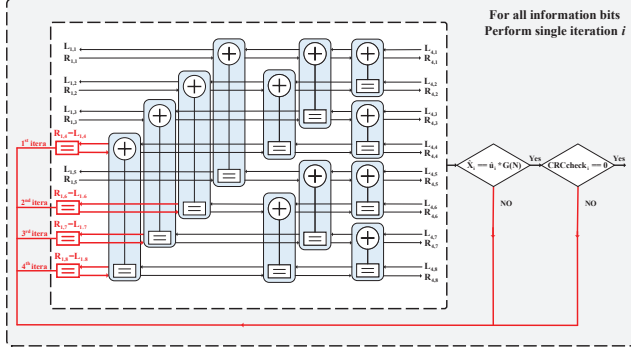 For all information bits
Perform single iteration i
L₁,₁
R₁,₁
L₁,₂
R₁,₂
L₁,₃
R₁,₃
1ˢᵗ itera
R₁,₄=L₁,₄
L₁,₅
R₁,₅
2ⁿᵈ itera
R₁,₆=L₁,₆
3ʳᵈ itera
R₁,₇=L₁,₇
4ᵗʰ itera
R₁,₈=L₁,₈
L₄,₁
R₄,₁
L₄,₂
R₄,₂
L₄,₃
R₄,₃
L₄,₄
R₄,₄
L₄,₅
R₄,₅
L₄,₆
R₄,₆
L₄,₇
R₄,₇
L₄,₈
R₄,₈
X̂ᵢ == ûᵢ *G(N)
Yes
CRCcheckᵢ == 0
Yes
NO
NO